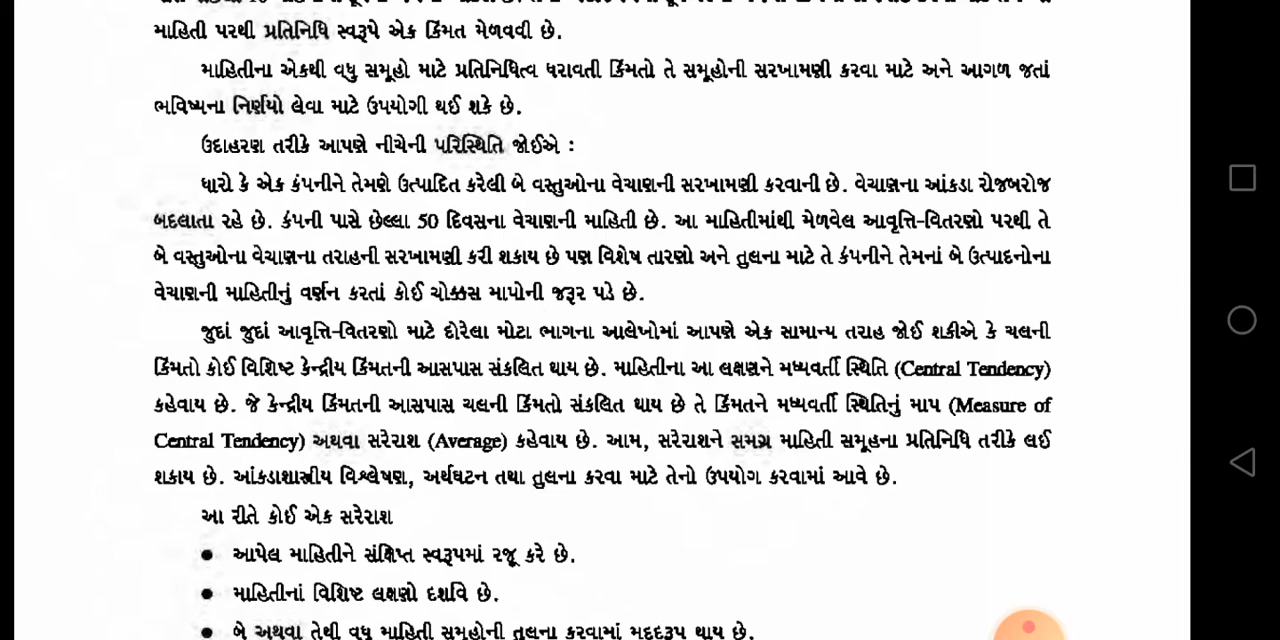 માહિતી પરથી પ્રતિનિધિ સ્વરૂપે એક કિંમત મેળવવી છે.
માહિતીના એકથી વધુ સમૂહો માટે પ્રતિનિધિત્વ ધરાવતી કિંમતો તે સમૂહોની સરખામણી કરવા માટે અને આગળ જતાં
ભવિષ્યના નિર્ણયો લેવા માટે ઉપયોગી થઈ શકે છે.
ઉદાહરણ તરીકે આપણે નીચેની પરિસ્થિતિ જોઈએ :
ધારો કે એક કંપનીને તેમણે ઉત્પાદિત કરેલી બે વસ્તુઓના વેચાણની સરખામણી કરવાની છે. વેચાણના આંકડા રોજબરોજ
બદલાતા રહે છે. કંપની પાસે છેલ્લા 50 દિવસના વેચાણની માહિતી છે. આ માહિતીમાંથી મેળવેલ આવૃત્તિ-વિતરણો પરથી તે
બે વસ્તુઓના વેચાણના તરાહની સરખામણી કરી શકાય છે પણ વિશેષ તારણો અને તુલના માટે તે કંપનીને તેમનાં બે ઉત્પાદનોના
વેચાણની માહિતીનું વર્ણન કરતાં કોઈ ચોક્કસ માપોની જરૂર પડે છે.
જુદાં જુદાં આવૃત્તિ-વિતરણો માટે દોરેલા મોટા ભાગના આલેખોમાં આપણે એક સામાન્ય તરાહ જોઈ શકીએ કે ચલની
કિંમતો કોઈ વિશિષ્ટ કેન્દ્રીય કિંમતની આસપાસ સંકલિત થાય છે. માહિતીના આ લક્ષણને મધ્યવર્તી સ્થિતિ (Central Tendency)
કહેવાય છે. જે કેન્દ્રીય કિંમતની આસપાસ ચલની કિંમતો સંકલિત થાય છે તે કિંમતને મધ્યવર્તી સ્થિતિનું માપ (Measure of
Central Tendency) અથવા સરેરાશ (Average) કહેવાય છે. આમ, સરેરાશને સમગ્ર માહિતી સમૂહના પ્રતિનિધિ તરીકે લઈ
શકાય છે. આંકડાશાસ્ત્રીય વિશ્લેષણ, અર્થઘટન તથા તુલના કરવા માટે તેનો ઉપયોગ કરવામાં આવે છે.
આ રીતે કોઈ એક સરેરાશ
● આપેલ માહિતીને સંક્ષિપ્ત સ્વરૂપમાં રજૂ કરે છે.
● માહિતીનાં વિશિષ્ટ લક્ષણો દર્શાવે છે.
● બે અથવા તેથી વધુ માહિતી સમૂહોની તુલના કરવામાં મદદરૂપ થાય છે.